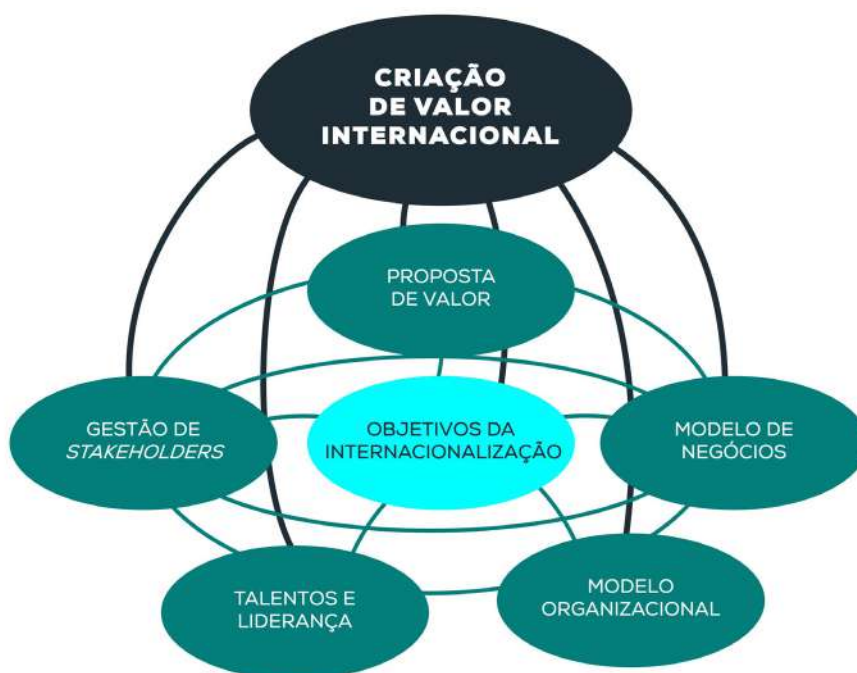 CRIAÇÃO
DE VALOR
INTERNACIONAL
PROPOSTA
DE VALOR
GESTÃO DE
STAKEHOLDERS
OBJETIVOS DA
INTERNACIONALIZAÇÃO
MODELO DE
NEGÓCIOS
TALENTOS E
LIDERANÇA
MODELO
ORGANIZACIONAL